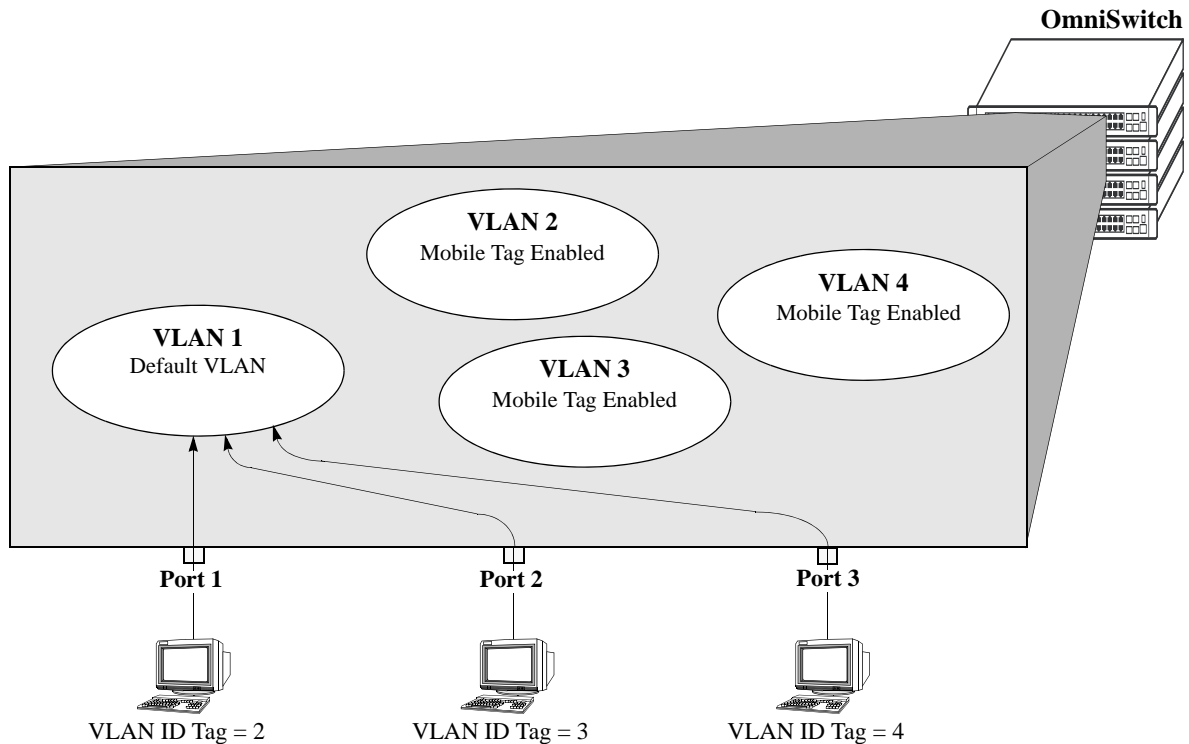 OmniSwitch
VLAN 2
Mobile Tag Enabled
VLAN 4
Mobile Tag Enabled
VLAN 1
Default VLAN
VLAN 3
Mobile Tag Enabled
Port 1
Port 2
Port 3
VLAN ID Tag = 2
VLAN ID Tag = 3
VLAN ID Tag = 4